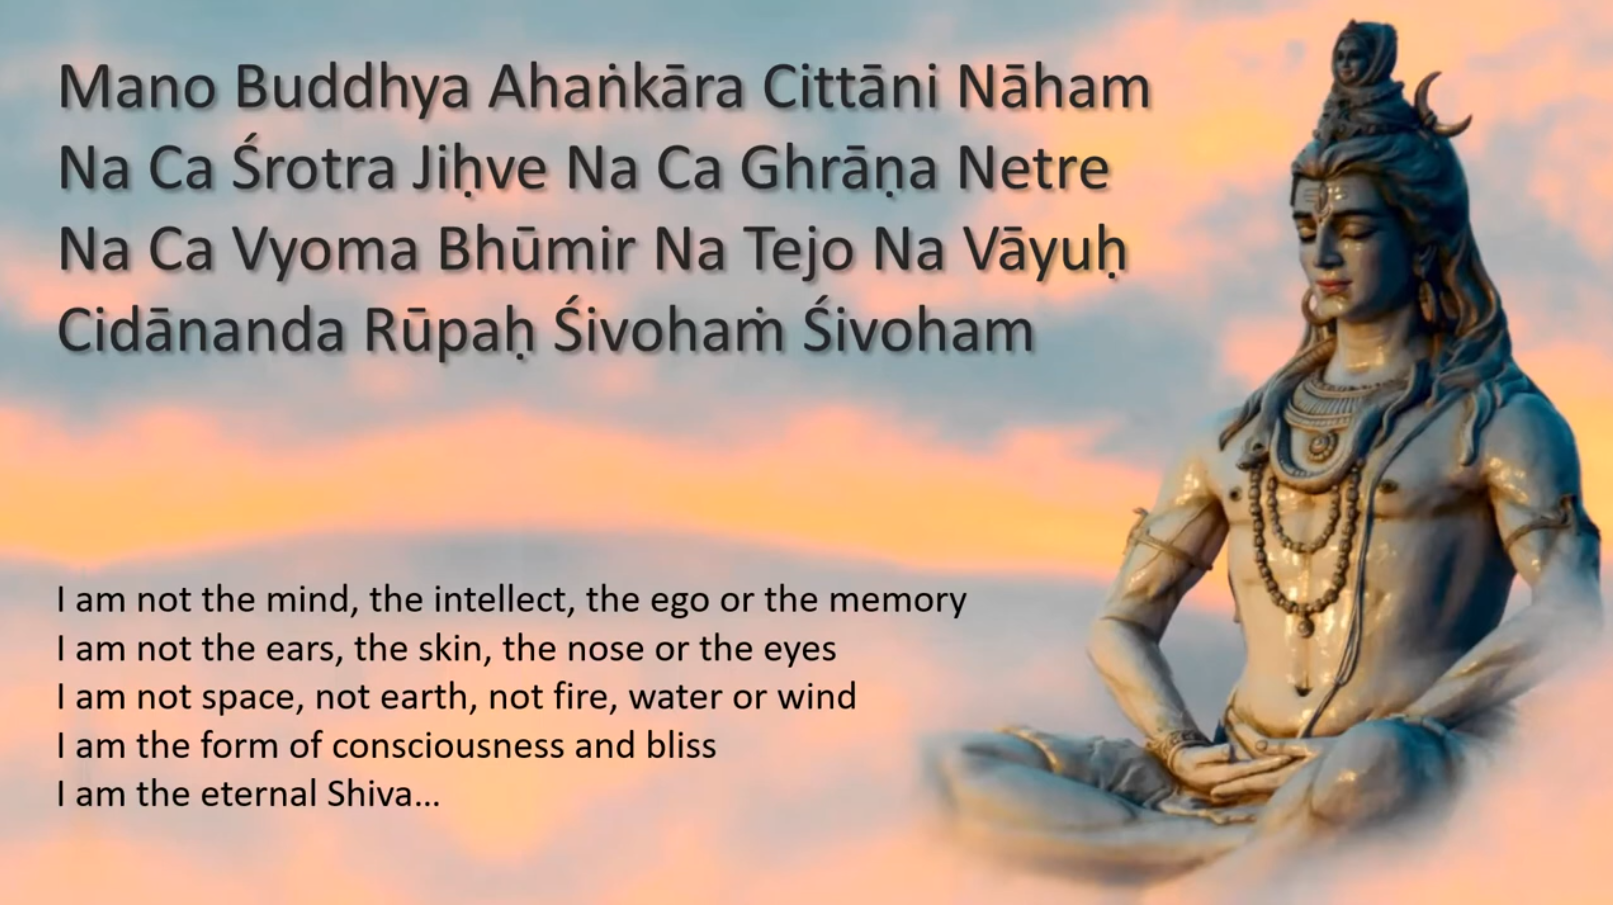 Mano Buddhya Ahaṅkāra Cittāni Nāham
Na Ca Śrotra Jiḥve Na Ca Ghrāṇa Netre
Na Ca Vyoma Bhūmir Na Tejo Na Vāyuḥ
Cidānanda Rūpaḥ Śivohaṁ Śivoham
I am not the mind, the intellect, the ego or the memory
I am not the ears, the skin, the nose or the eyes
I am not space, not earth, not fire, water or wind
I am the form of consciousness and bliss
I am the eternal Shiva...